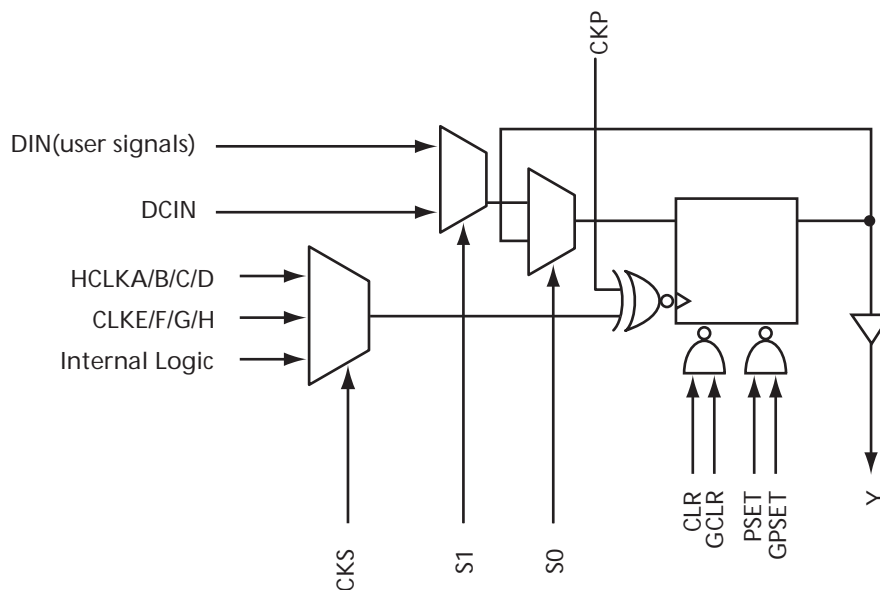 CKP
DIN(user signals)
DCIN
HCLKA/B/C/D
CLKE/F/G/H
Internal Logic
CKS
S1
S0
CLR
GCLR
PSET
GPSET
Y